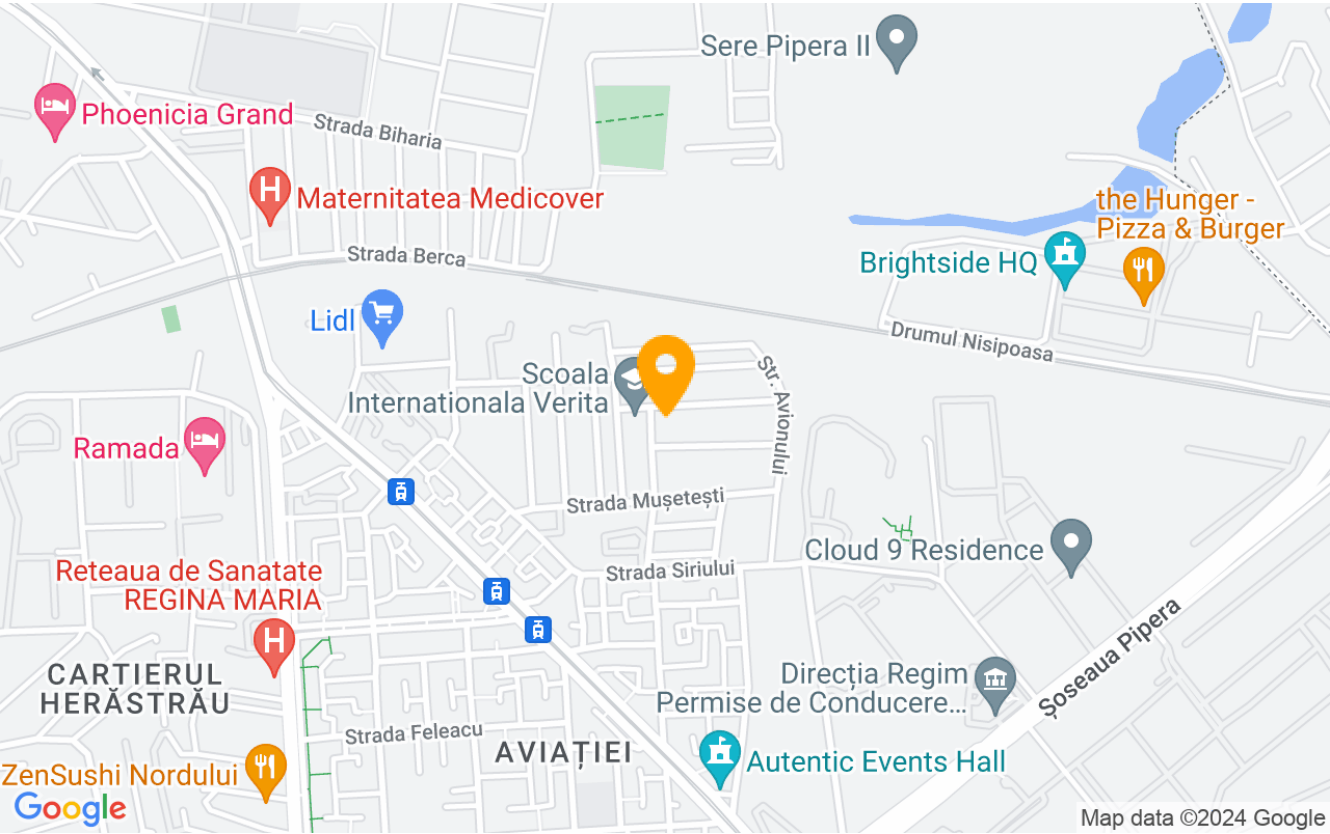 Sere Pipera II
Phoenicia Grand
Strada Biharia
H
Maternitatea Medicover
the Hunger -
Pizza & Burger
Strada Berca
Brightside HQ
Lidl
Drumul Nisipoasa
Scoala
Internationala Verita
Str. Avionului
Ramada
Strada Mușetești
Cloud 9 Residence
Reteaua de Sanatate
REGINA MARIA
Strada Siriului
H
Șoseaua Pipera
CARTIERUL
HERĂSTRĂU
Direcția Regim
Permise de Conducere...
Strada Feleacu
AVIAȚIEI
Autentic Events Hall
ZenSushi Nordului
Google
Map data ©2024 Google